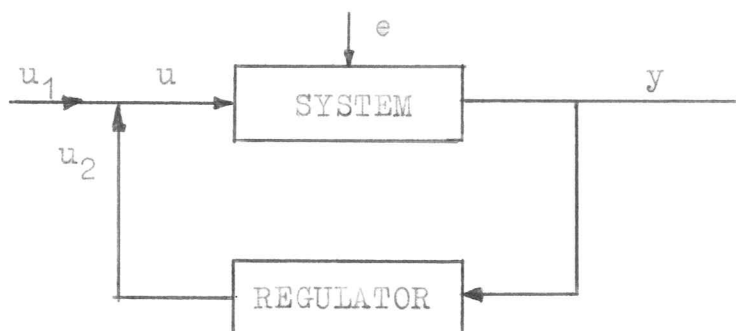 e
u₁
u
SYSTEM
y
u₂
REGULATOR